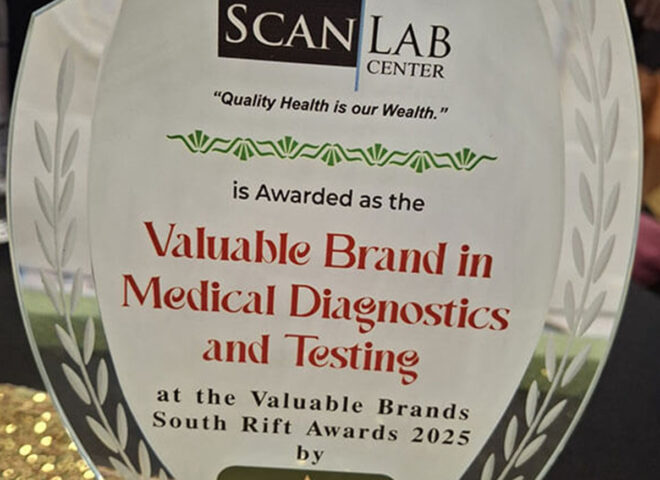 SCAN LAB
CENTER
“Quality Health is our Wealth.”
is Awarded as the
Valuable Brand in
Medical Diagnostics
and Testing
at the Valuable Brands
South Rift Awards 2025
by